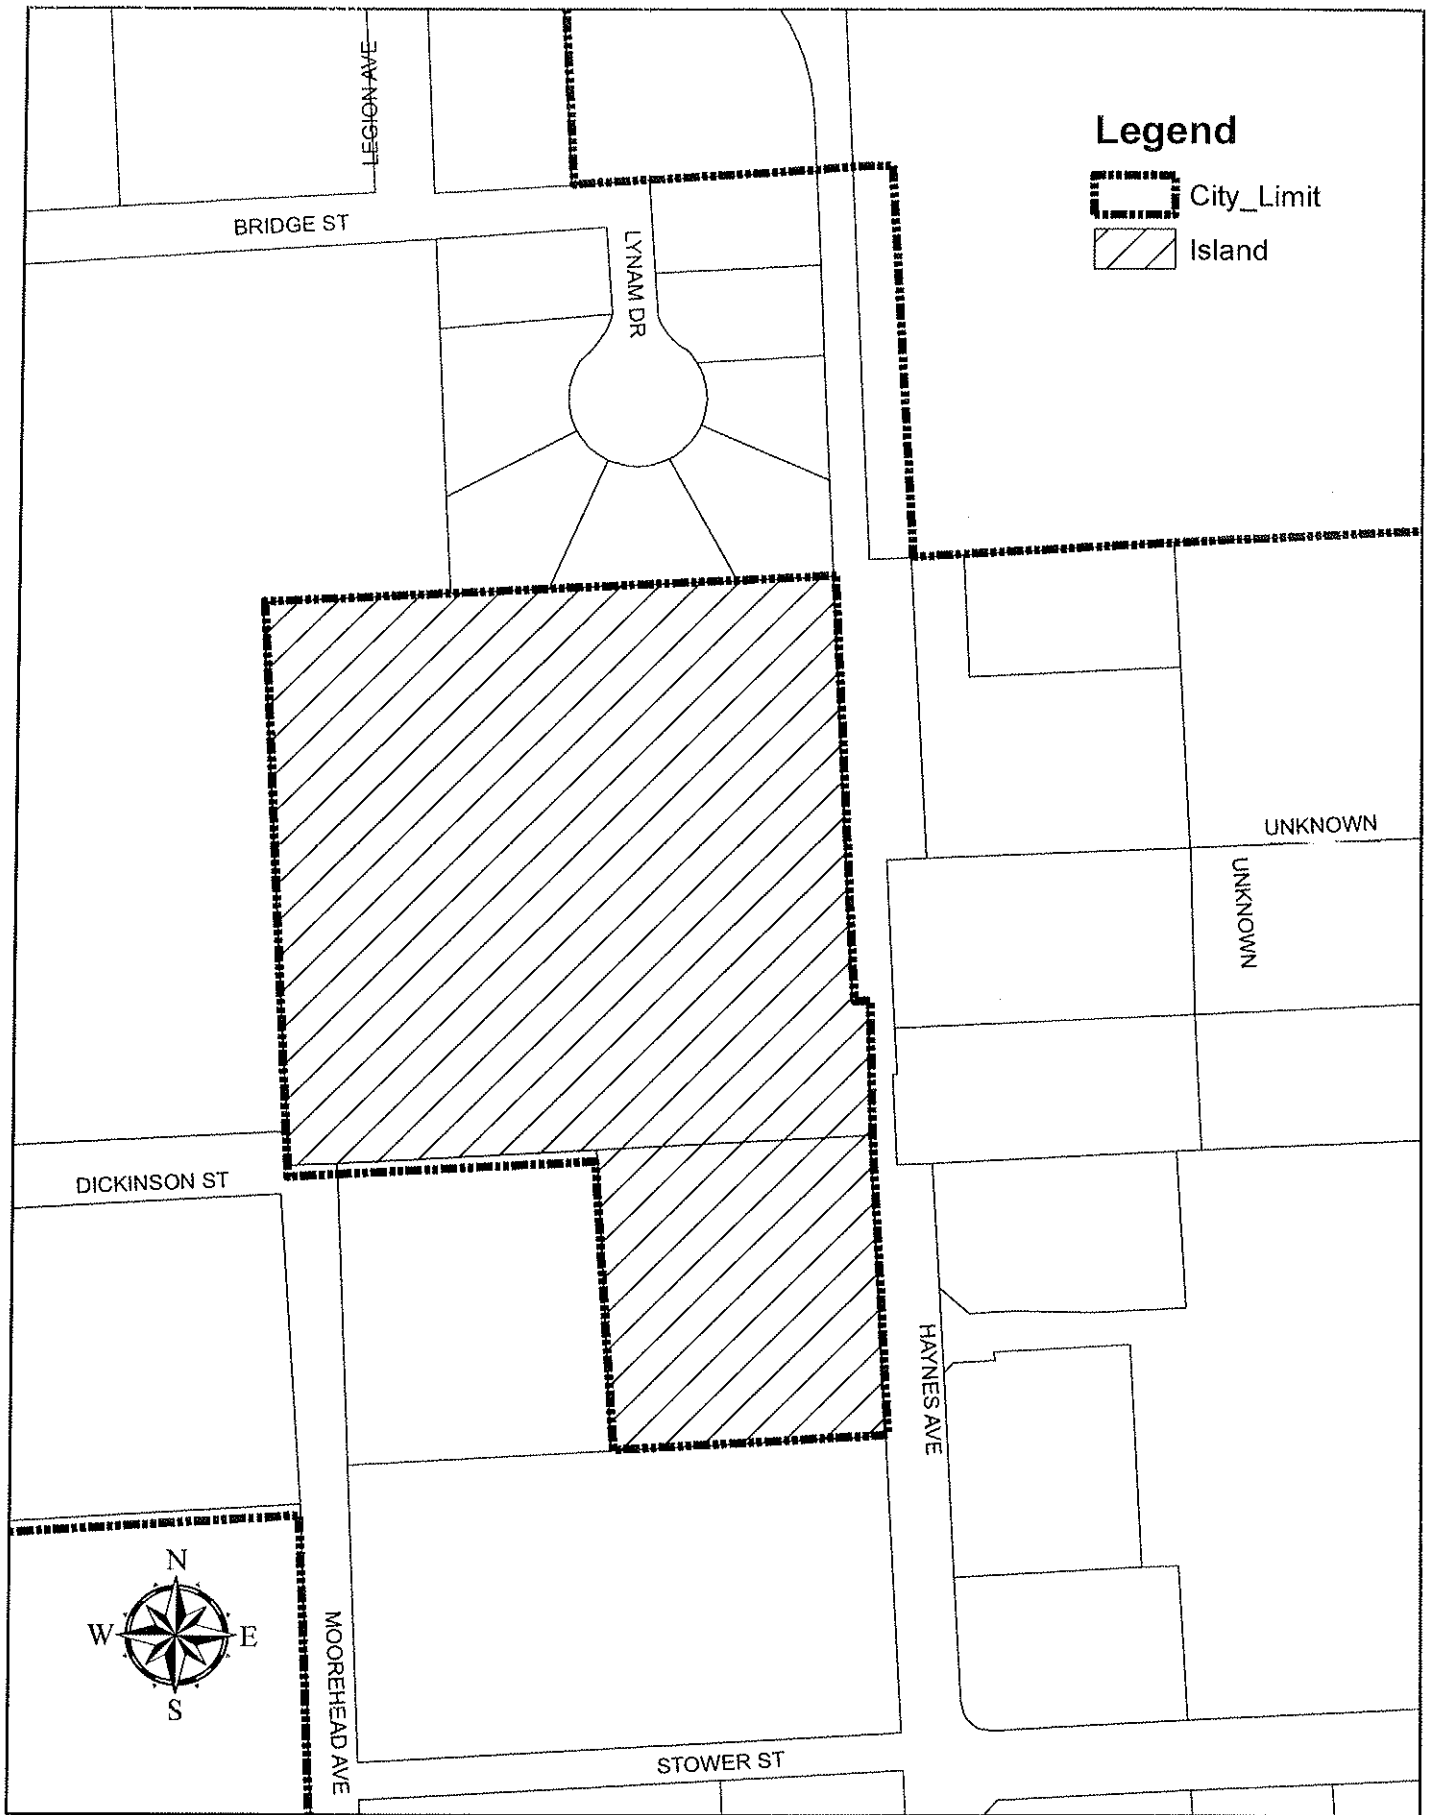 LEGION AVE
Legend
City_Limit
Island
BRIDGE ST
LYNAM DR
UNKNOWN
UNKNOWN
DICKINSON ST
HAYNES AVE
N
W E
S
MOOREHEAD AVE
STOWER ST